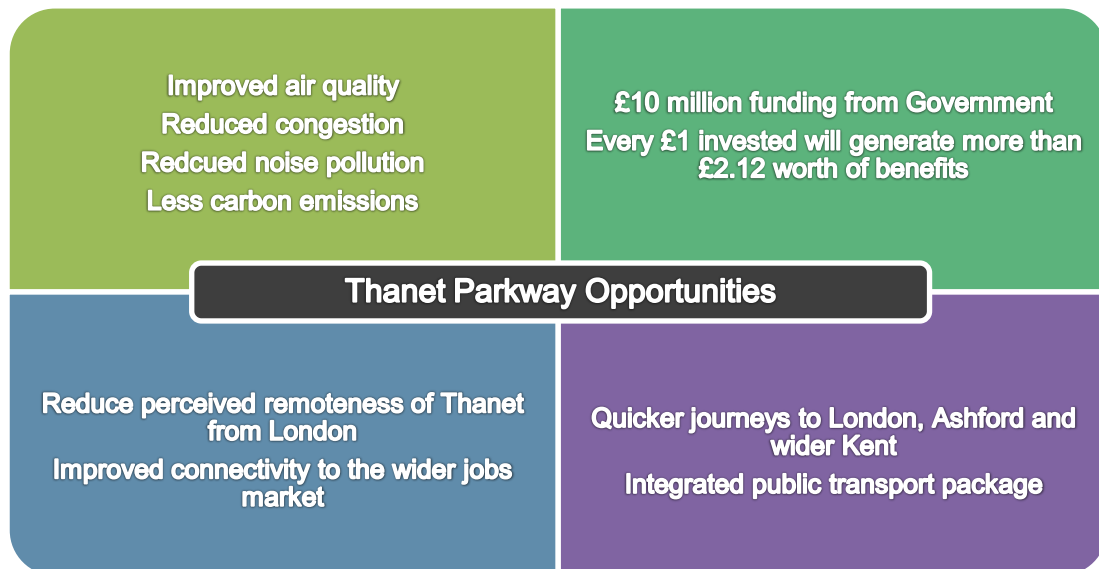 Improved air quality
Reduced congestion
Redcued noise pollution
Less carbon emissions
£10 million funding from Government
Every £1 invested will generate more than
£2.12 worth of benefits
Thanet Parkway Opportunities
Reduce perceived remoteness of Thanet
from London
Improved connectivity to the wider jobs
market
Quicker journeys to London, Ashford and
wider Kent
Integrated public transport package